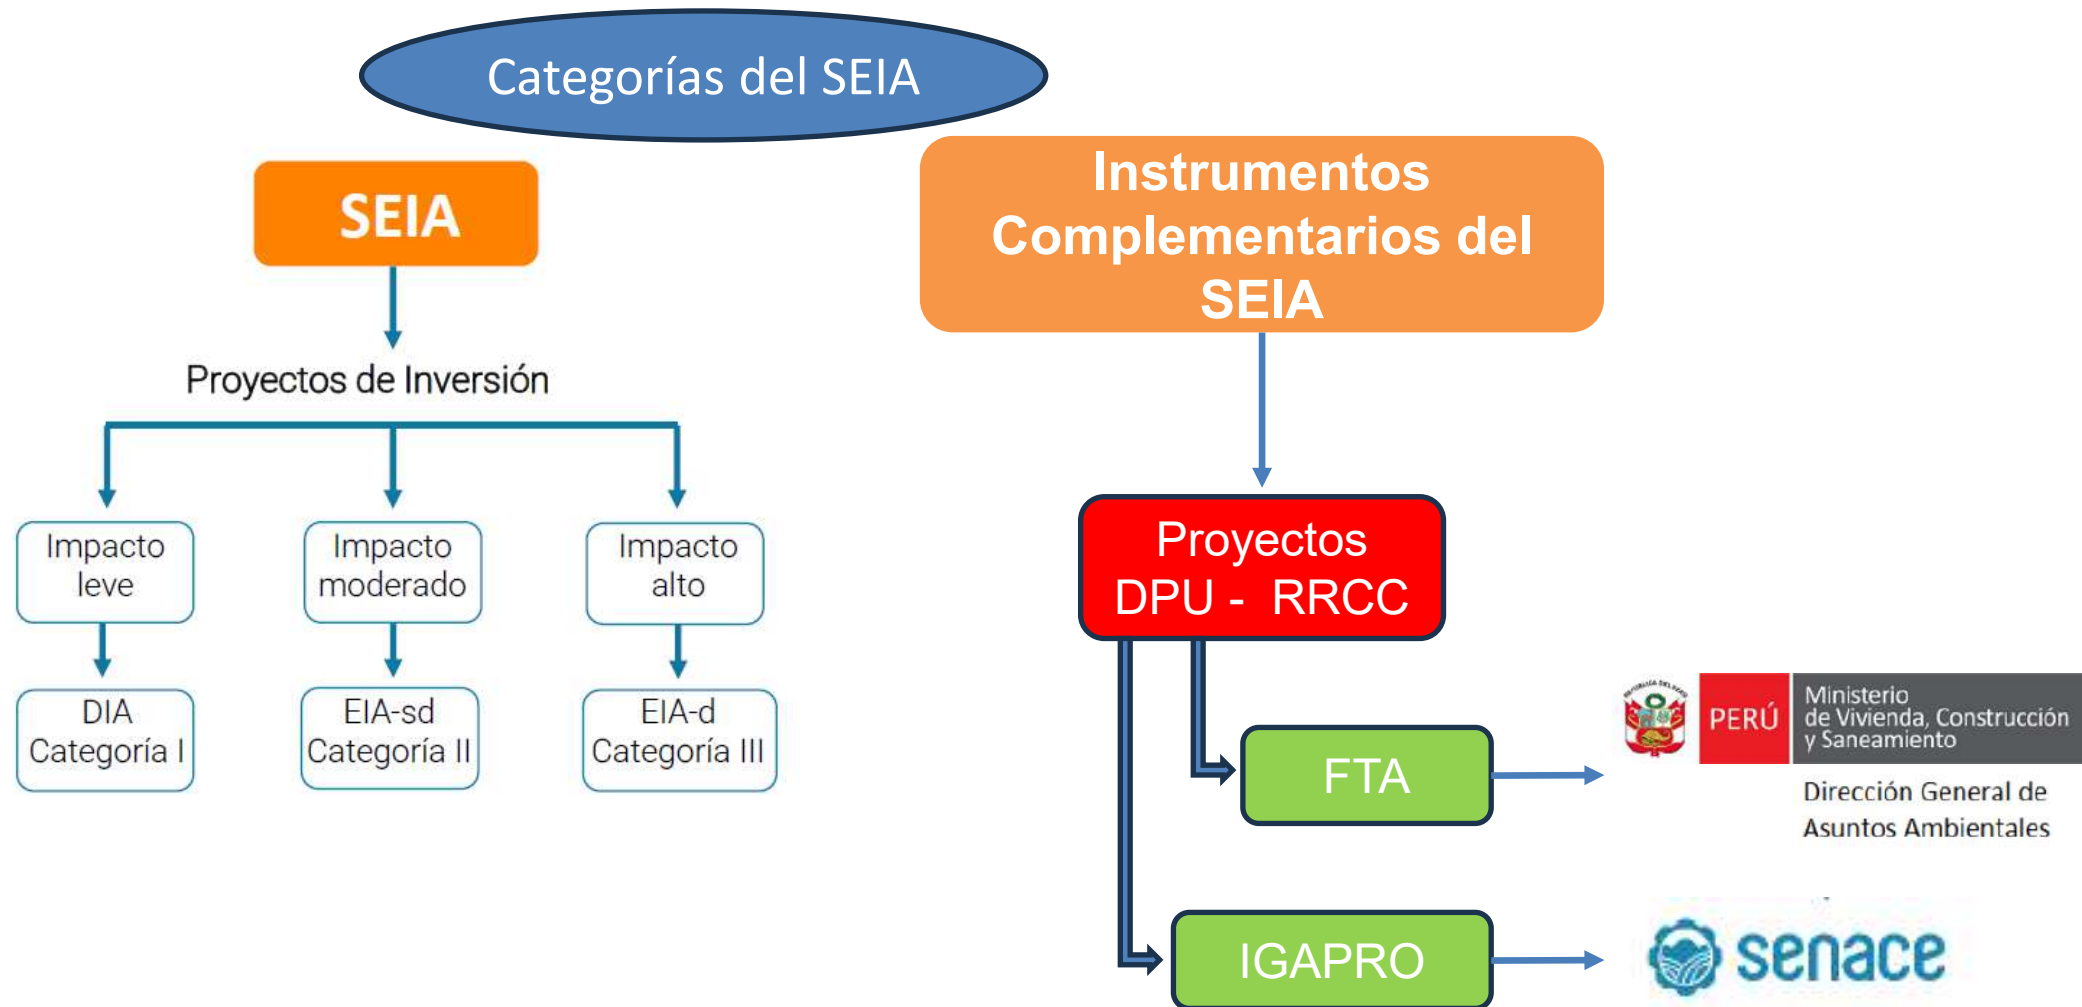 Categorías del SEIA
SEIA
Proyectos de Inversión
Impacto
leve
Impacto
moderado
Impacto
alto
DIA
Categoría I
EIA-sd
Categoría II
EIA-d
Categoría III
Instrumentos
Complementarios del
SEIA
Proyectos
DPU - RRCC
FTA
PERÚ
Ministerio
de Vivienda, Construcción
y Saneamiento
Dirección General de
Asuntos Ambientales
IGAPRO
senace